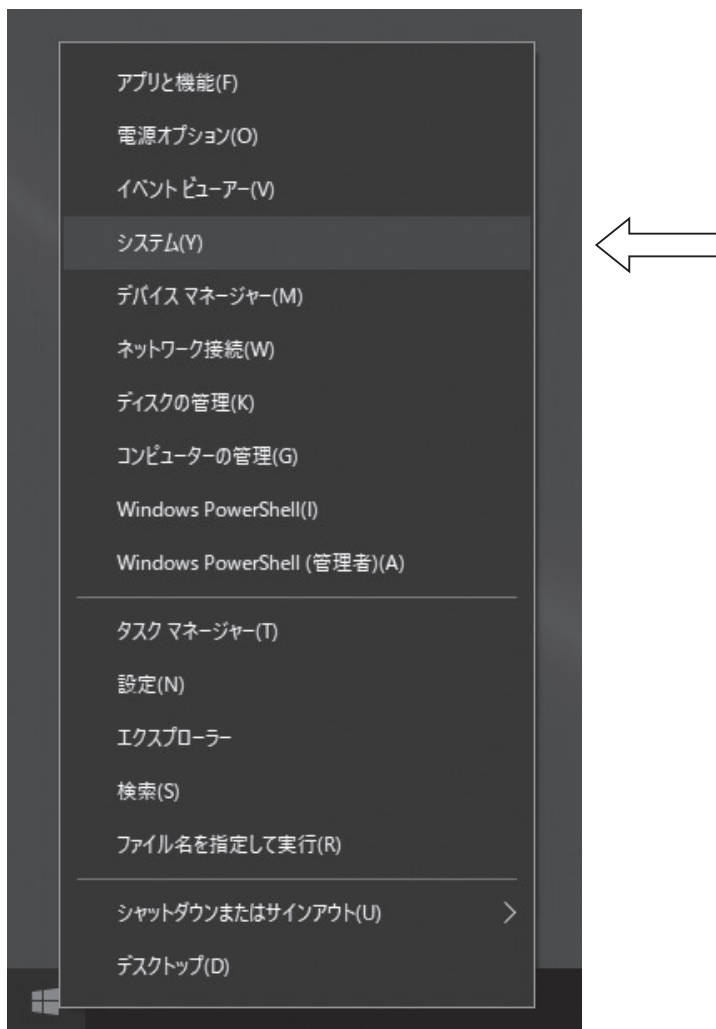 アプリと機能(F)
電源オプション(O)
イベント ビューアー(V)
システム(Y)
デバイス マネージャー(M)
ネットワーク接続(W)
ディスクの管理(K)
コンピューターの管理(G)
Windows PowerShell(I)
Windows PowerShell (管理者)(A)
タスク マネージャー(T)
設定(N)
エクスプローラー
検索(S)
ファイル名を指定して実行(R)
シャットダウンまたはサインアウト(U)
デスクトップ(D)